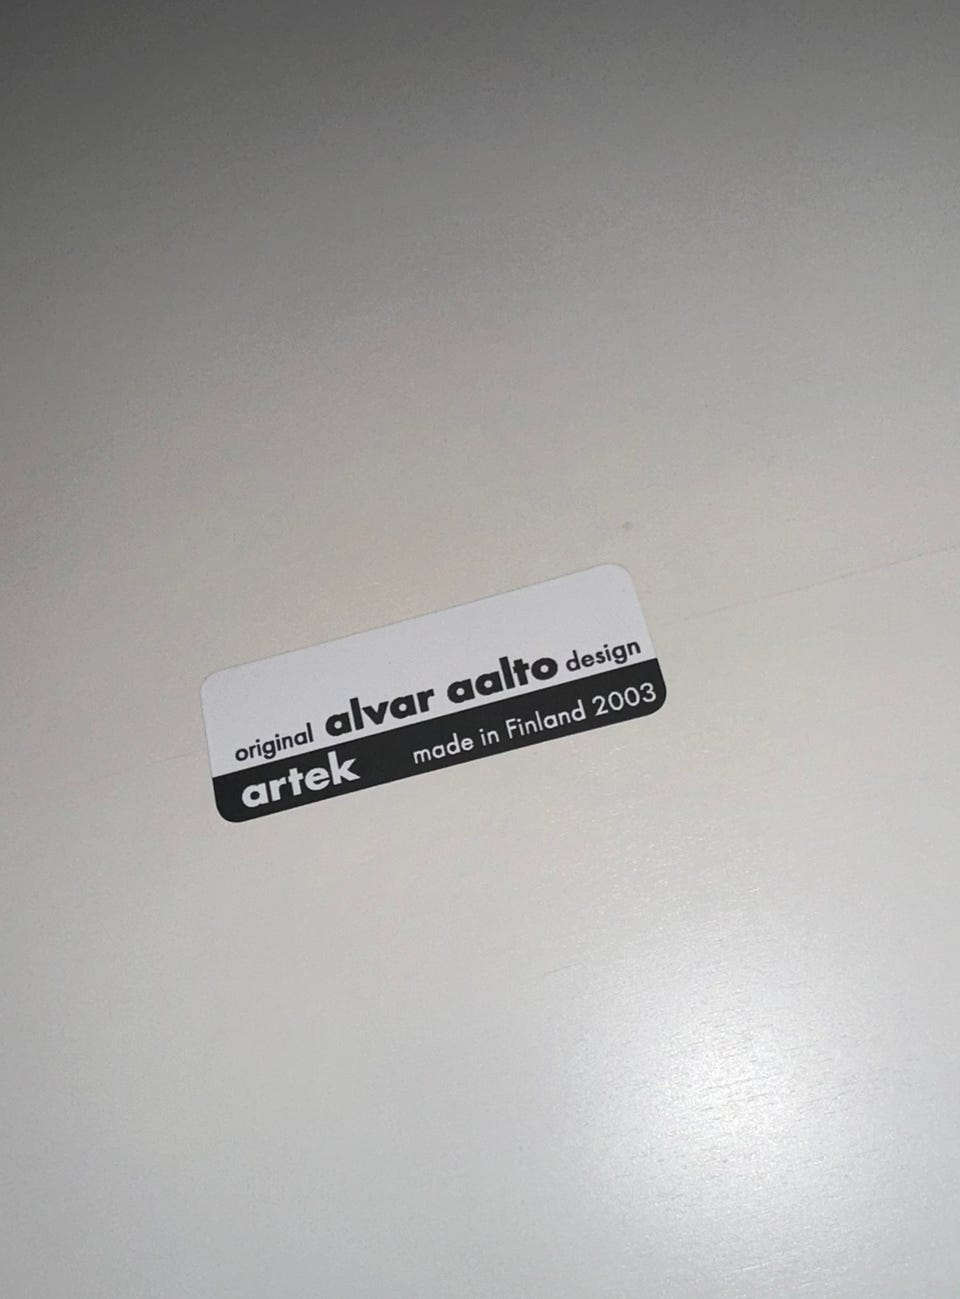 original alvar aalto design
artek made in Finland 2003